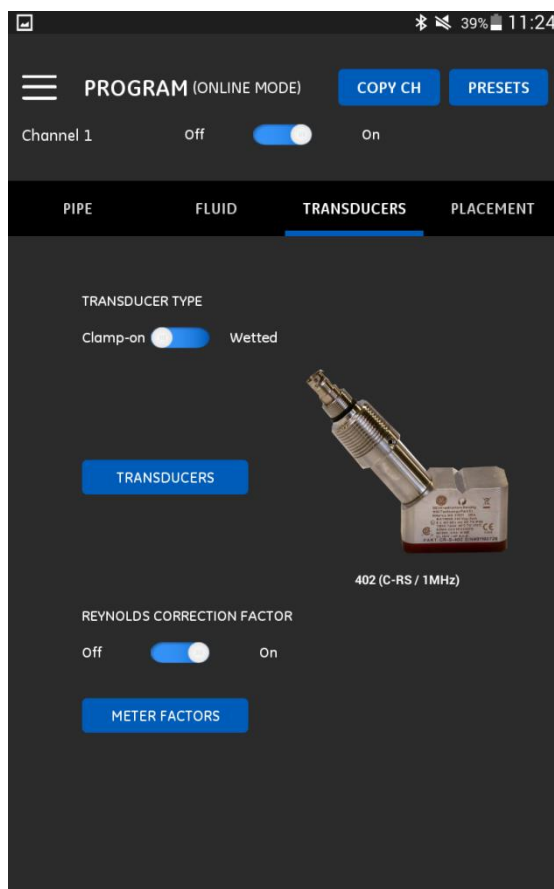 39% 11:24
PROGRAM (ONLINE MODE) COPY CH PRESETS
Channel 1 Off On
PIPE FLUID TRANSDUCERS PLACEMENT
TRANSDUCER TYPE
Clamp-on Wetted
TRANSDUCERS
402 (C-RS / 1MHz)
REYNOLDS CORRECTION FACTOR
Off On
METER FACTORS